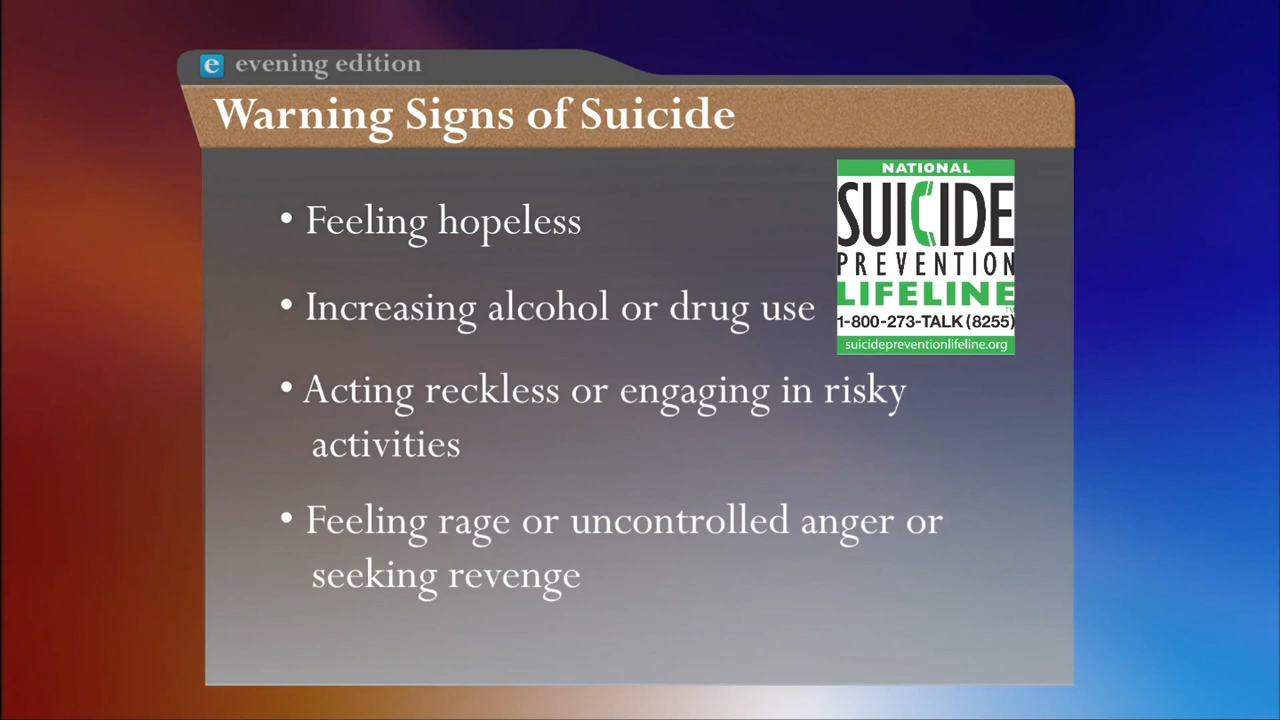 e evening edition
Warning Signs of Suicide
• Feeling hopeless
• Increasing alcohol or drug use
• Acting reckless or engaging in risky
activities
• Feeling rage or uncontrolled anger or
seeking revenge
NATIONAL
SUICIDE
PREVENTION
LIFELINE™
1-800-273-TALK (8255)
suicidepreventionlifeline.org